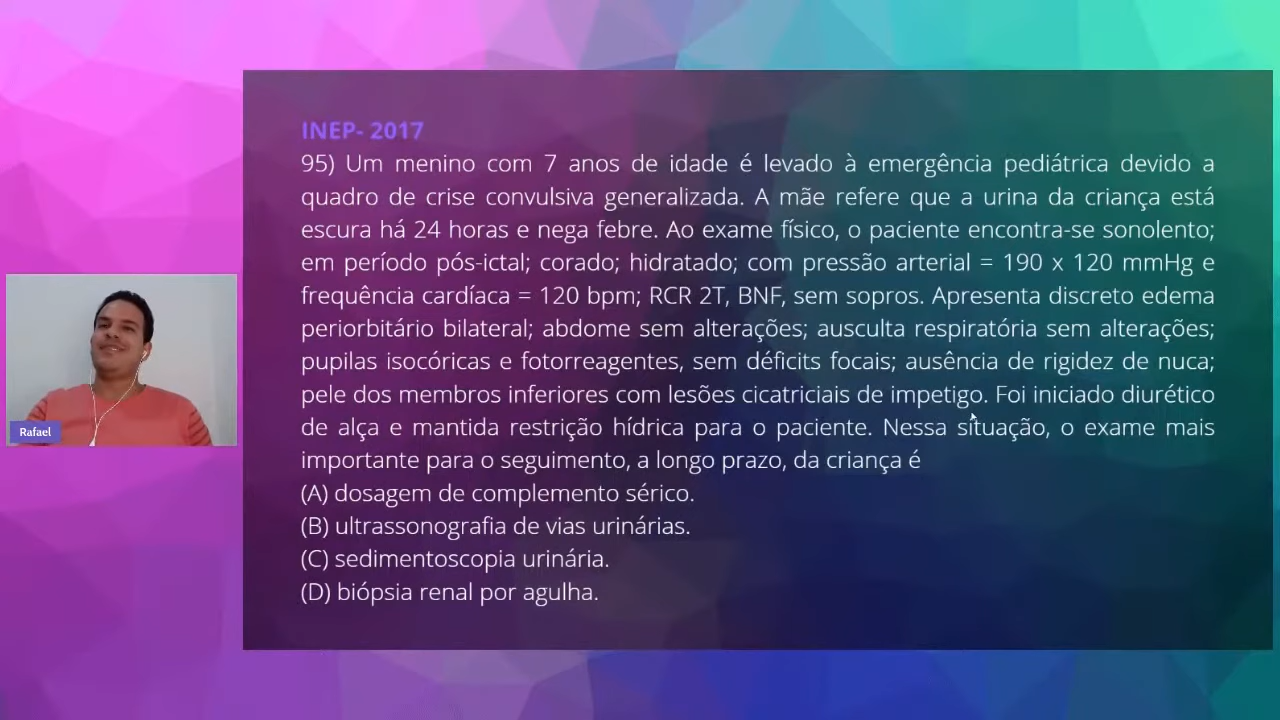 INEP- 2017
95) Um menino com 7 anos de idade é levado à emergência pediátrica devido a
quadro de crise convulsiva generalizada. A mãe refere que a urina da criança está
escura há 24 horas e nega febre. Ao exame físico, o paciente encontra-se sonolento;
em período pós-ictal; corado; hidratado; com pressão arterial = 190 x 120 mmHg e
frequência cardíaca = 120 bpm; RCR 2T, BNF, sem sopros. Apresenta discreto edema
periorbitário bilateral; abdome sem alterações; ausculta respiratória sem alterações;
pupilas isocóricas e fotorreagentes, sem déficits focais; ausência de rigidez de nuca;
pele dos membros inferiores com lesões cicatriciais de impetigo. Foi iniciado diurético
de alça e mantida restrição hídrica para o paciente. Nessa situação, o exame mais
importante para o seguimento, a longo prazo, da criança é
(A) dosagem de complemento sérico.
(B) ultrassonografia de vias urinárias.
(C) sedimentoscopia urinária.
(D) biópsia renal por agulha.
Rafael